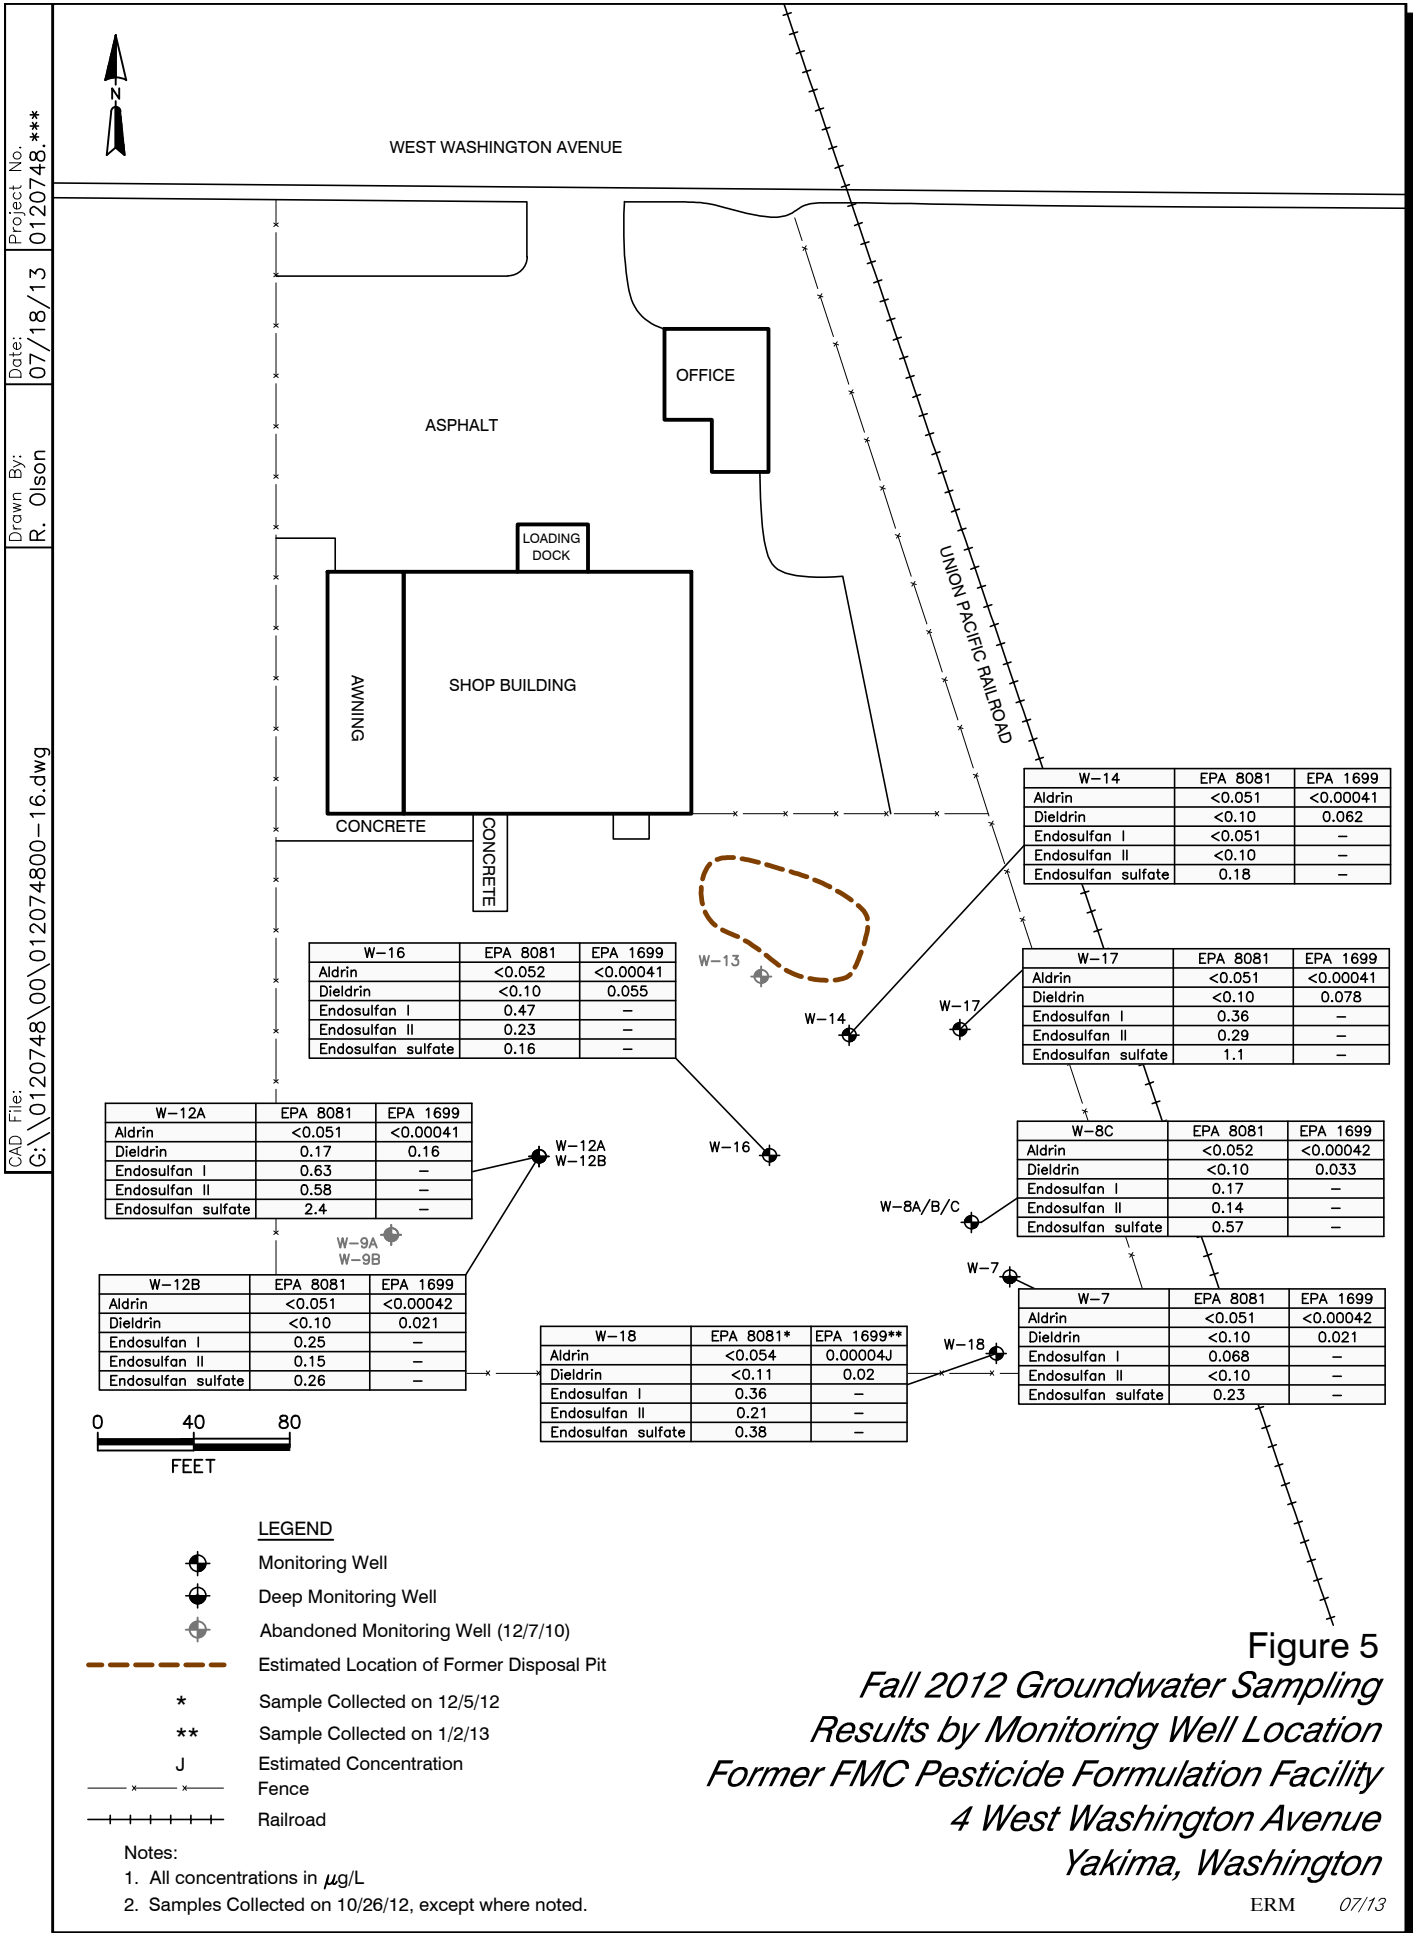 Project No.
0120748.***
Date:
07/18/13
Drawn By:
R. Olson
CAD File:
G:\\0120748\00\012074800-16.dwg
N
WEST WASHINGTON AVENUE
OFFICE
ASPHALT
LOADING
DOCK
UNION PACIFIC RAILROAD
AWNING
SHOP BUILDING
CONCRETE
CONCRETE
W-14 EPA 8081 EPA 1699
Aldrin <0.051 <0.00041
Dieldrin <0.10 0.062
Endosulfan I <0.051 –
Endosulfan II <0.10 –
Endosulfan sulfate 0.18 –
W-16 EPA 8081 EPA 1699
Aldrin <0.052 <0.00041
Dieldrin <0.10 0.055
Endosulfan I 0.47 –
Endosulfan II 0.23 –
Endosulfan sulfate 0.16 –
W-13
W-14
W-17
W-17 EPA 8081 EPA 1699
Aldrin <0.051 <0.00041
Dieldrin <0.10 0.078
Endosulfan I 0.36 –
Endosulfan II 0.29 –
Endosulfan sulfate 1.1 –
W-12A EPA 8081 EPA 1699
Aldrin <0.051 <0.00041
Dieldrin 0.17 0.16
Endosulfan I 0.63 –
Endosulfan II 0.58 –
Endosulfan sulfate 2.4 –
W-12A
W-12B
W-16
W-8C EPA 8081 EPA 1699
Aldrin <0.052 <0.00042
Dieldrin <0.10 0.033
Endosulfan I 0.17 –
Endosulfan II 0.14 –
Endosulfan sulfate 0.57 –
W-8A/B/C
W-9A
W-9B
W-7
W-12B EPA 8081 EPA 1699
Aldrin <0.051 <0.00042
Dieldrin <0.10 0.021
Endosulfan I 0.25 –
Endosulfan II 0.15 –
Endosulfan sulfate 0.26 –
W-18 EPA 8081* EPA 1699**
Aldrin <0.054 0.00004J
Dieldrin <0.11 0.02
Endosulfan I 0.36 –
Endosulfan II 0.21 –
Endosulfan sulfate 0.38 –
W-18
W-7 EPA 8081 EPA 1699
Aldrin <0.051 <0.00042
Dieldrin <0.10 0.021
Endosulfan I 0.068 –
Endosulfan II <0.10 –
Endosulfan sulfate 0.23 –
0 40 80
FEET
LEGEND
Monitoring Well
Deep Monitoring Well
Abandoned Monitoring Well (12/7/10)
Estimated Location of Former Disposal Pit
* Sample Collected on 12/5/12
** Sample Collected on 1/2/13
J Estimated Concentration
Fence
Railroad
Notes:
1. All concentrations in µg/L
2. Samples Collected on 10/26/12, except where noted.
Figure 5
Fall 2012 Groundwater Sampling
Results by Monitoring Well Location
Former FMC Pesticide Formulation Facility
4 West Washington Avenue
Yakima, Washington
ERM 07/13